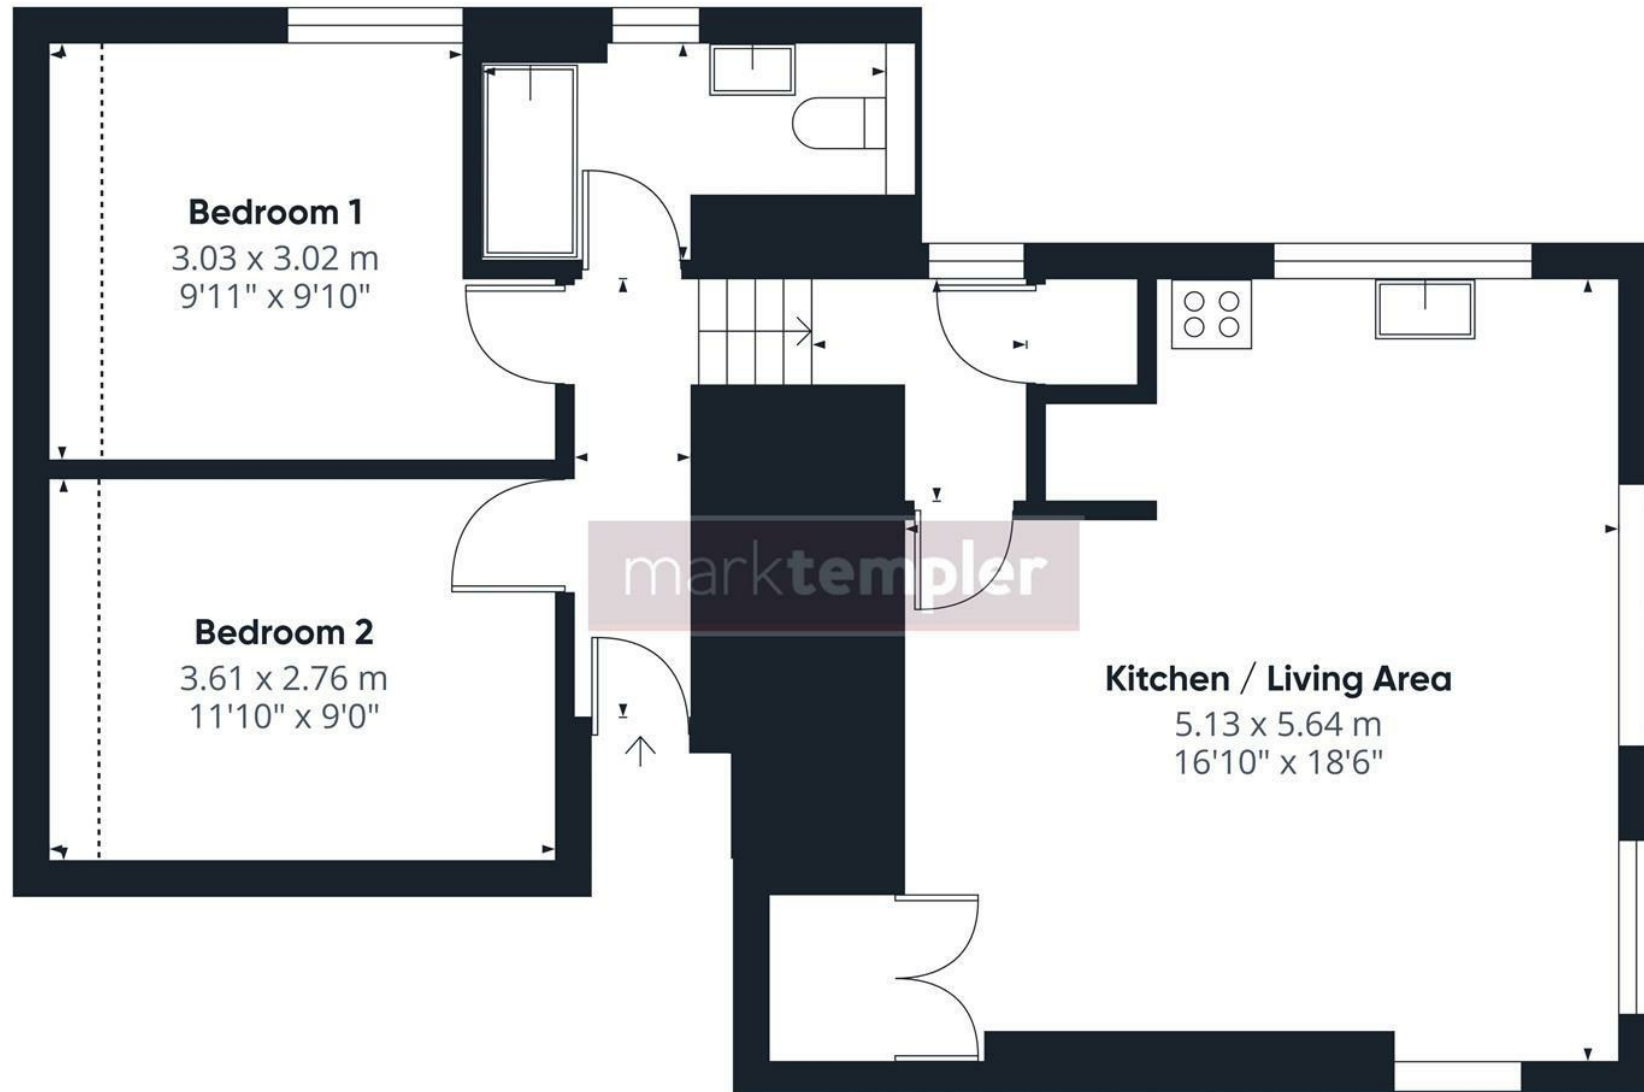 Bedroom 1
3.03 x 3.02 m
9'11" x 9'10"
marktempler
Bedroom 2
3.61 x 2.76 m
11'10" x 9'0"
Kitchen / Living Area
5.13 x 5.64 m
16'10" x 18'6"